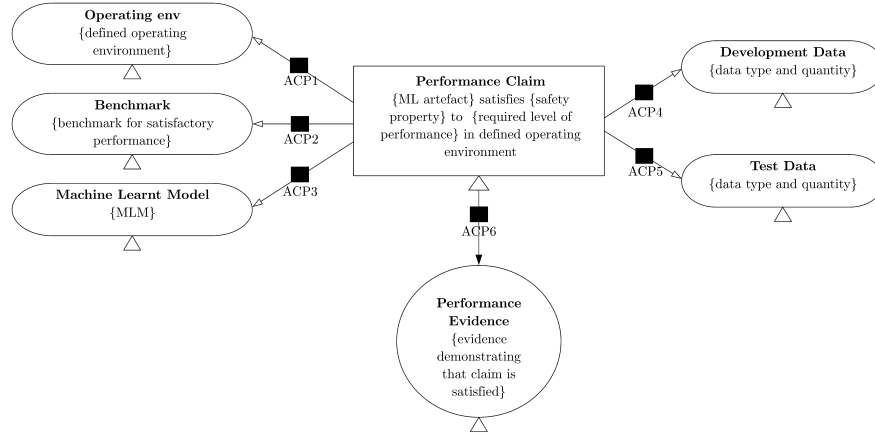 Operating env
{defined operating
environment}
ACP1
Benchmark
{benchmark for satisfactory
performance}
ACP2
Machine Learnt Model
{MLM}
ACP3
Performance Claim
{ML artefact} satisfies {safety
property} to {required level of
performance} in defined operating
environment
ACP4
Development Data
{data type and quantity}
ACP5
Test Data
{data type and quantity}
ACP6
Performance
Evidence
{evidence
demonstrating
that claim is
satisfied}